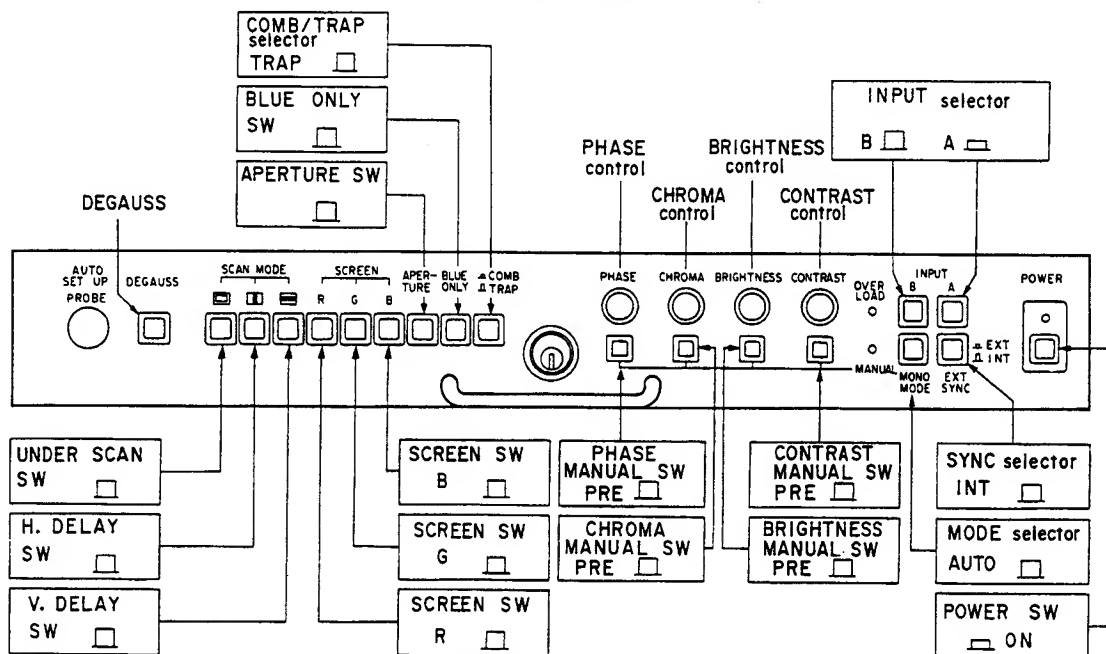 COMB/TRAP
selector
TRAP
BLUE ONLY
SW
APERTURE SW
INPUT selector
B A
PHASE
control
BRIGHTNESS
control
CHROMA
control
CONTRAST
control
DEGAUSS
AUTO
SET UP
PROBE
DEGAUSS
SCAN MODE
SCREEN
R G B
APER-
TURE
BLUE
ONLY
COMB
TRAP
PHASE
CHROMA
BRIGHTNESS
CONTRAST
OVER
LOAD
MANUAL
INPUT
B A
MONO
MODE
EXT
SYNC
EXT
INT
POWER
UNDER SCAN
SW
H. DELAY
SW
V. DELAY
SW
SCREEN SW
B
SCREEN SW
G
SCREEN SW
R
PHASE
MANUAL SW
PRE
CHROMA
MANUAL SW
PRE
CONTRAST
MANUAL SW
PRE
BRIGHTNESS
MANUAL SW
PRE
SYNC selector
INT
MODE selector
AUTO
POWER SW
ON